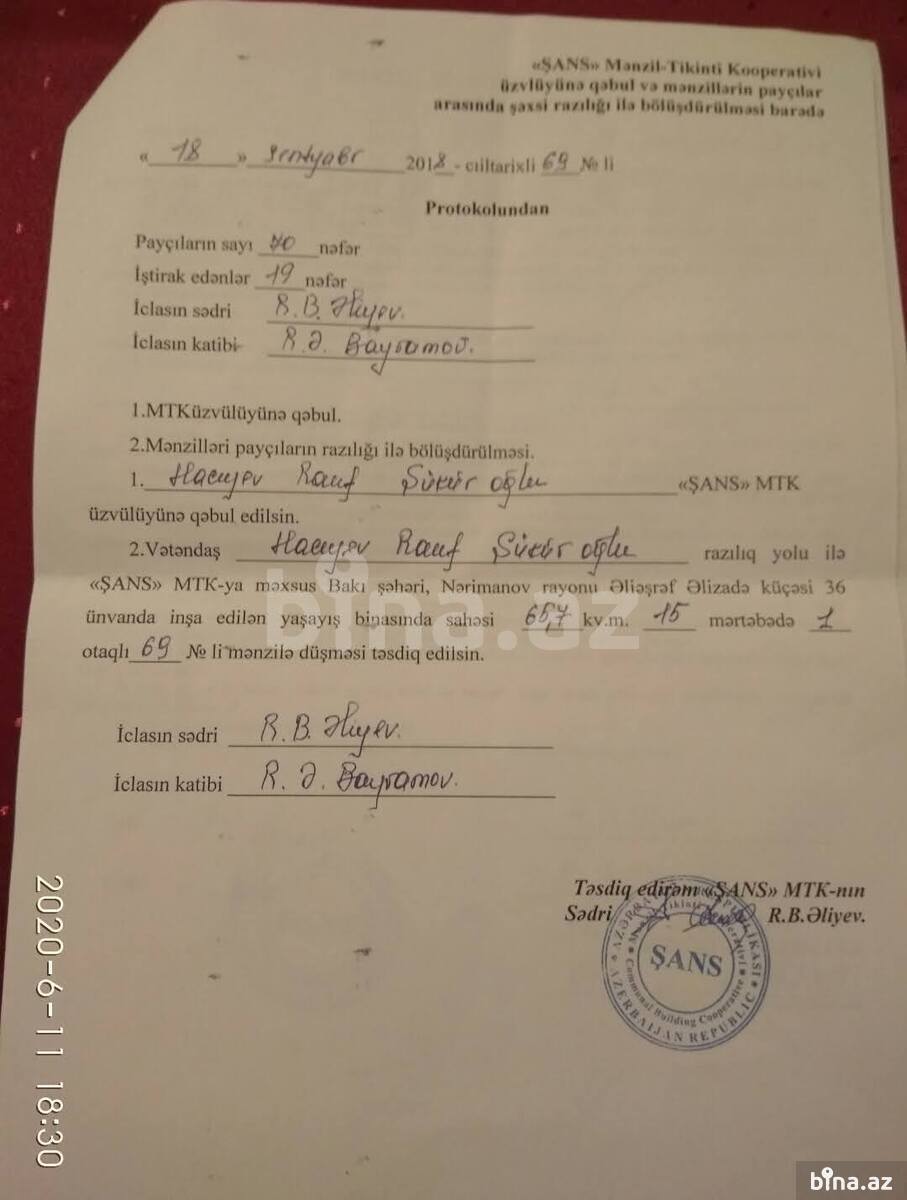 «ŞANS» Mənzil-Tikinti Kooperativi
üzvlüyünə qəbul və mənzillərin payçılar
arasında şəxsi razılığı ilə bölüşdürülməsi barədə
« 18 » sentyabr 2018 - ciiltarixli 69 № li
Protokolundan
Payçıların sayı 70 nəfər
İştirak edənlər 19 nəfər
İclasın sədri R.B. Əliyev.
İclasın katibi R.Ə. Bayramov.
1.MTKüzvülüyünə qəbul.
2.Mənzilləri payçıların razılığı ilə bölüşdürülməsi.
1. Hacıyev Rauf Şükür oğlu «ŞANS» MTK
üzvülüyünə qəbul edilsin.
2.Vətəndaş Hacıyev Rauf Şükür oğlu razılıq yolu ilə
«ŞANS» MTK-ya məxsus Bakı şəhəri, Nərimanov rayonu Əliəşrəf Əlizadə küçəsi 36
ünvanda inşa edilən yaşayış binasında sahəsi 65,7 kv.m. 15 mərtəbədə 1
otaqlı 69 № li mənzilə düşməsi təsdiq edilsin.
bina.az
İclasın sədri R.B. Əliyev.
İclasın katibi R.Ə. Bayramov.
Təsdiq edirəm «ŞANS» MTK-nın
Sədri R.B.Əliyev.
ŞANS
Communal Building Cooperative
AZERBAIJAN REPUBLIC
2020-6-11 18:30
bina.az